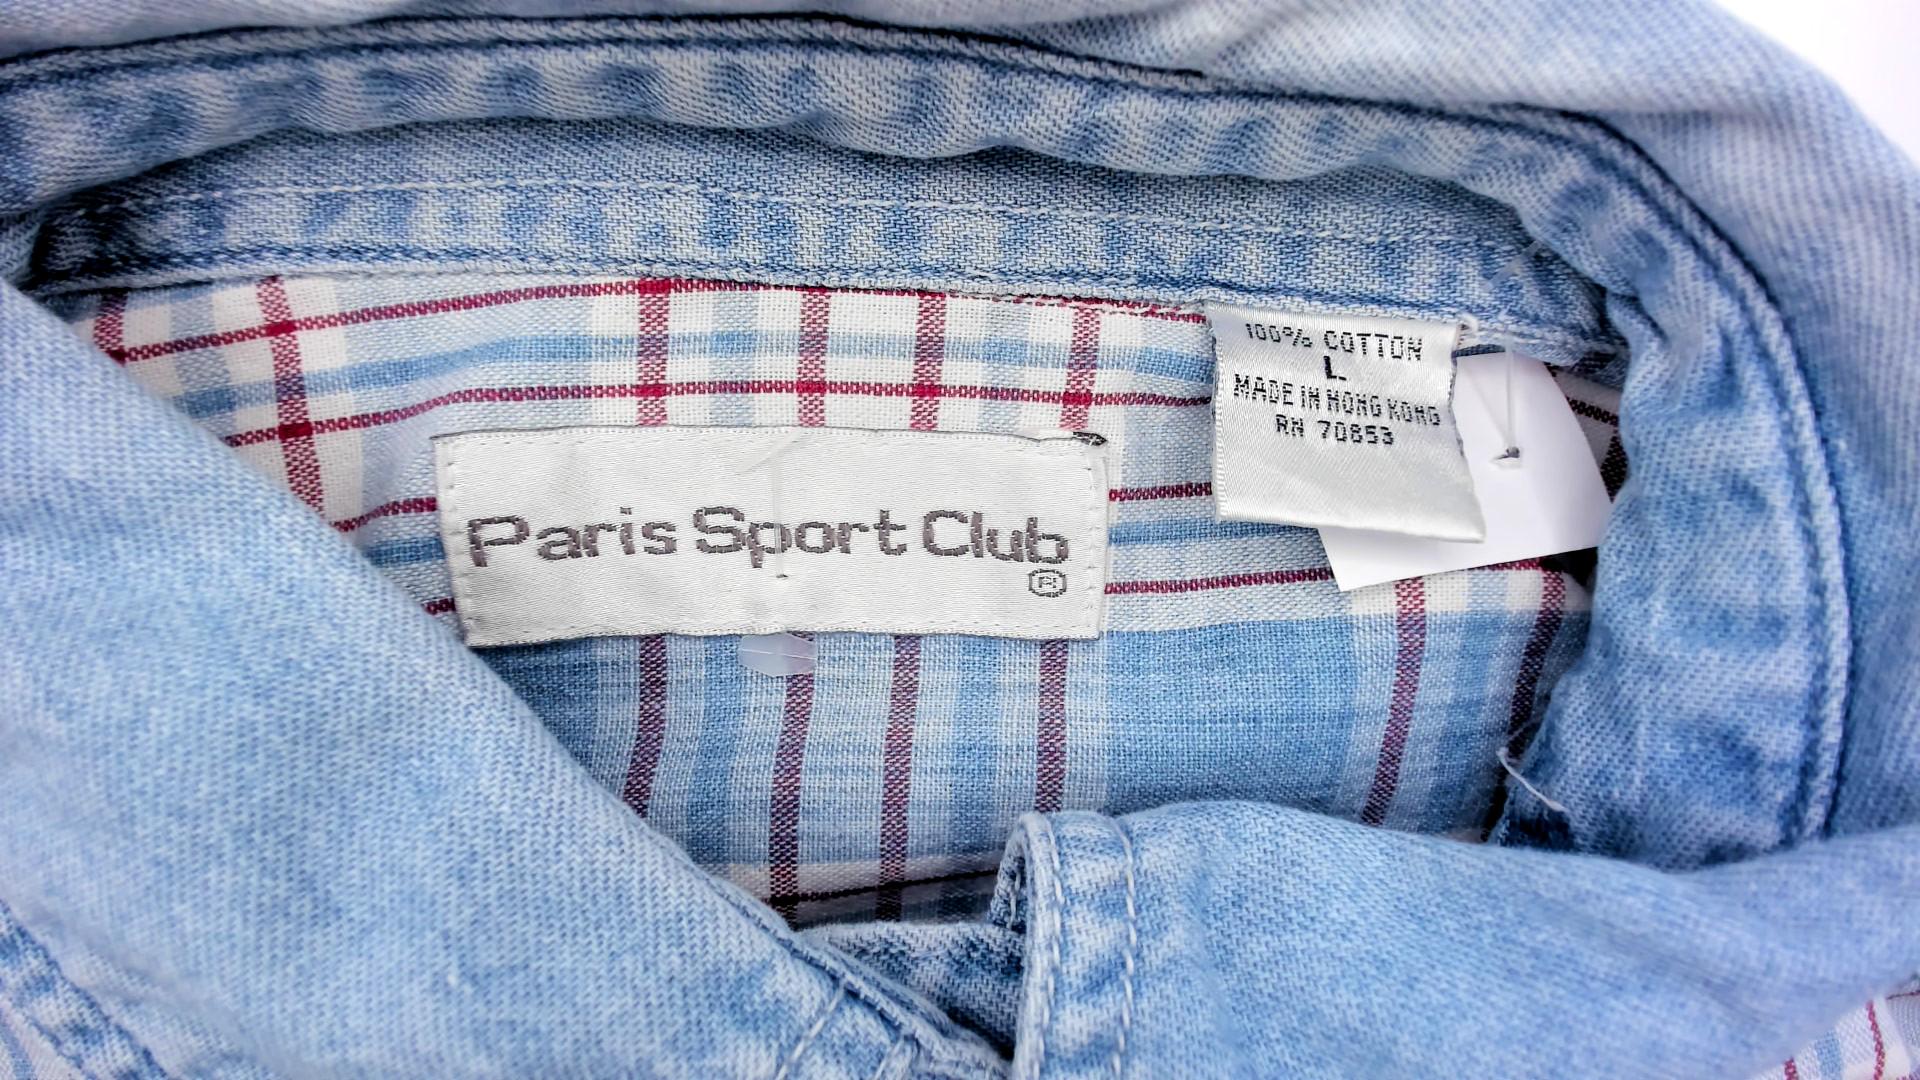 Paris Sport Club
®
100% COTTON
L
MADE IN HONG KONG
RN 70853